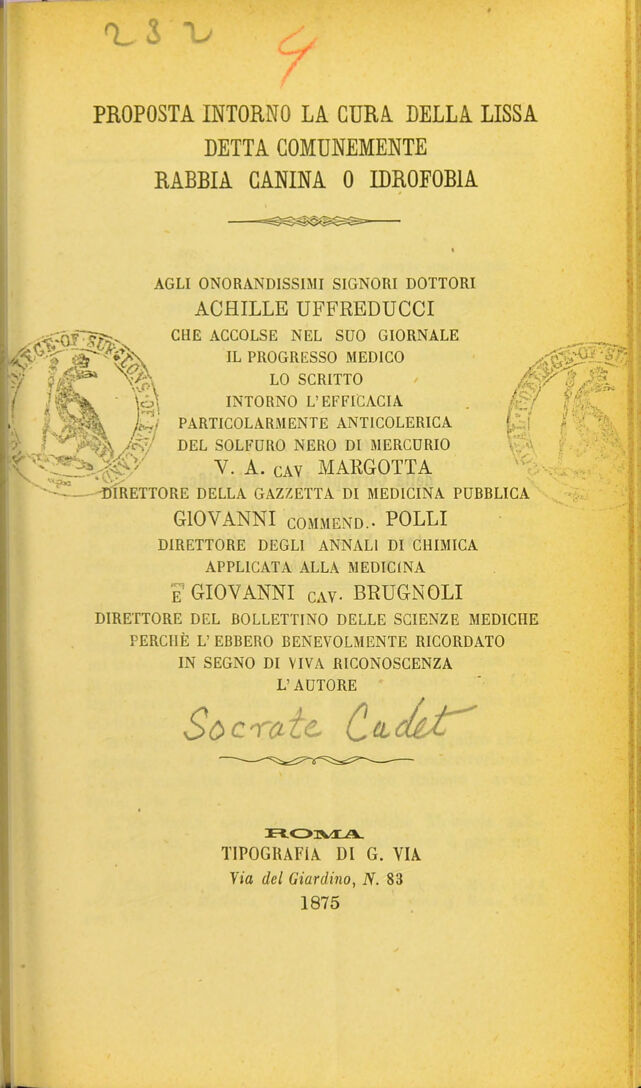 232
4
PROPOSTA INTORNO LA CURA DELLA LISSA
DETTA COMUNEMENTE
RABBIA CANINA O IDROFOBIA
AGLI ONORANDISSIMI SIGNORI DOTTORI
ACHILLE UFFREDUCCI
CHE ACCOLSE NEL SUO GIORNALE
IL PROGRESSO MEDICO
LO SCRITTO
INTORNO L'EFFICACIA
PARTICOLARMENTE ANTICOLERICA
DEL SOLFURO NERO DI MERCURIO
V. A. CAV MARGOTTA
DIRETTORE DELLA GAZZETTA DI MEDICINA PUBBLICA
GIOVANNI COMMEND.. POLLI
DIRETTORE DEGLI ANNALI DI CHIMICA
APPLICATA ALLA MEDICINA
E GIOVANNI CAV. BRUGNOLI
DIRETTORE DEL BOLLETTINO DELLE SCIENZE MEDICHE
PERCHÈ L'EBBERO BENEVOLMENTE RICORDATO
IN SEGNO DI VIVA RICONOSCENZA
L'AUTORE
Socrate Cadet
ROMA
TIPOGRAFIA DI G. VIA
Via del Giardino, N. 83
1875